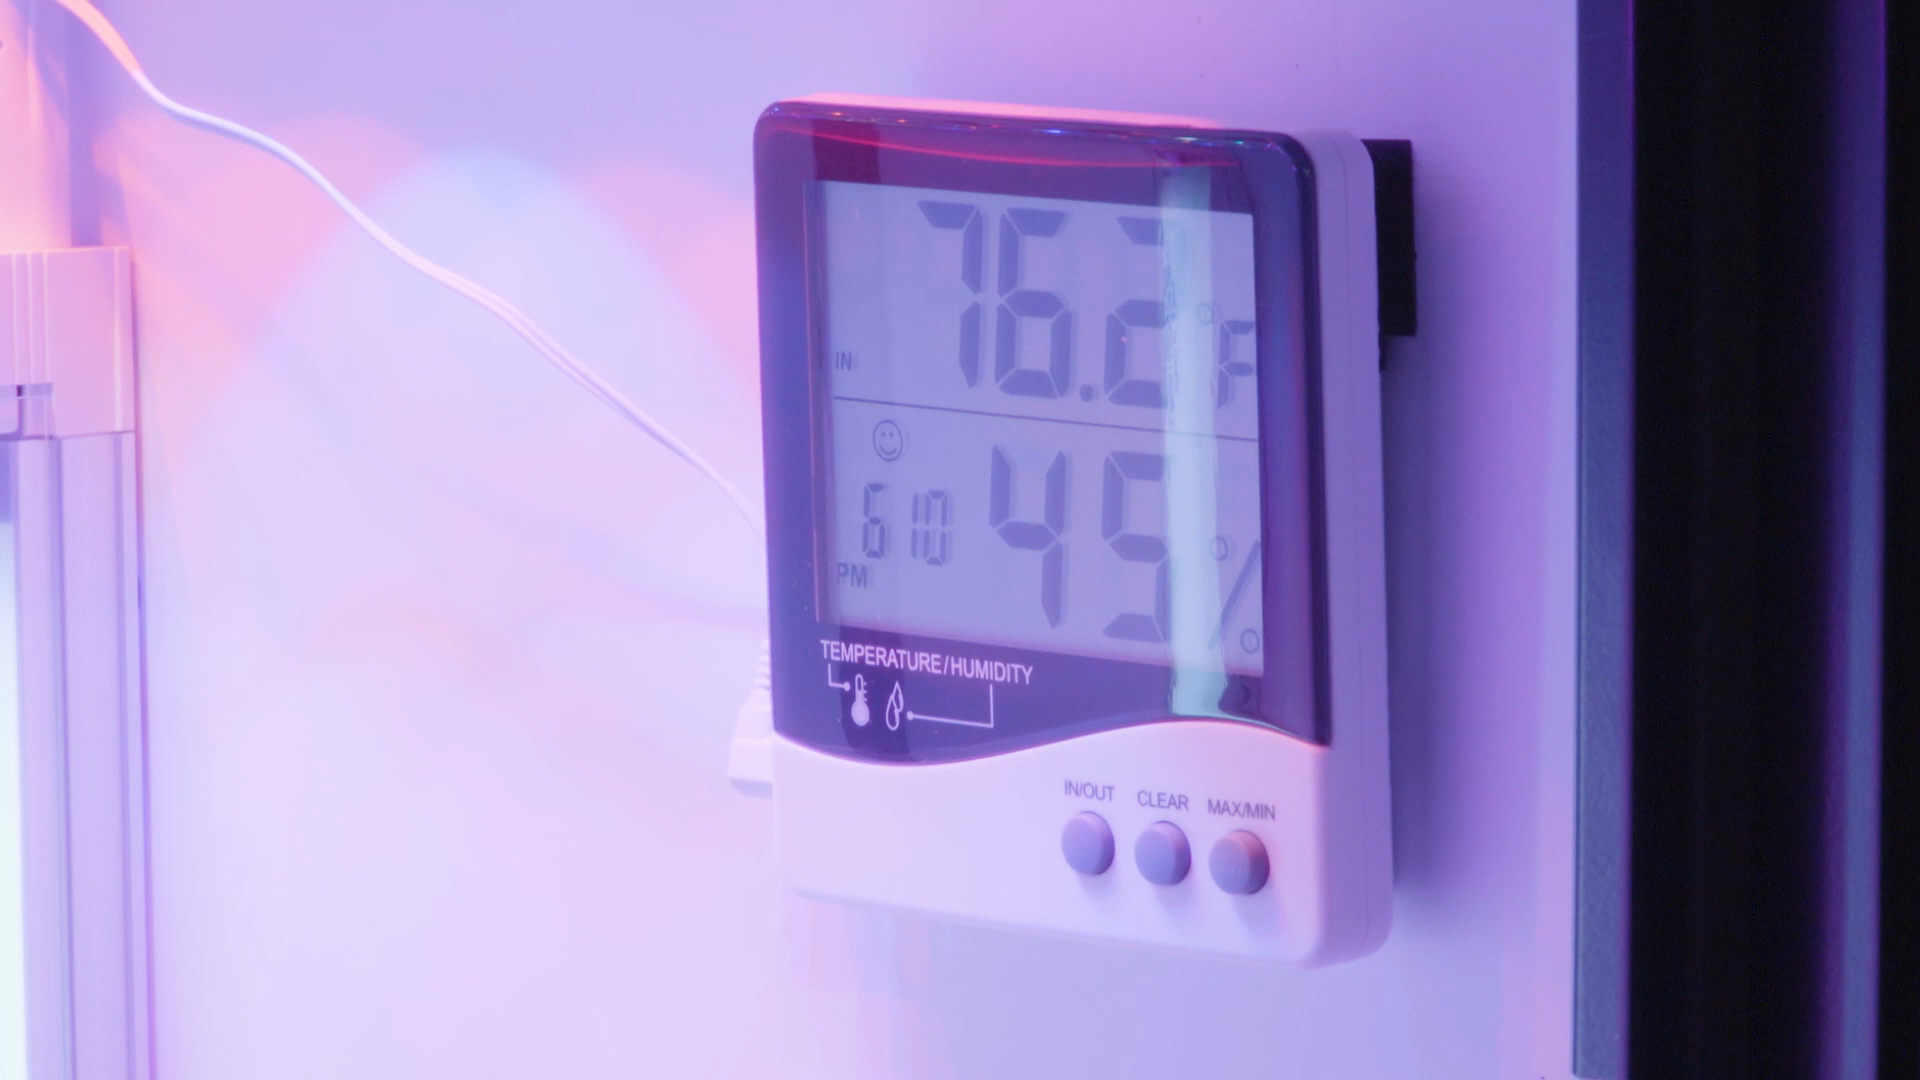 IN 76.2 °F
6 10 PM 45 %
TEMPERATURE/HUMIDITY
IN/OUT CLEAR MAX/MIN